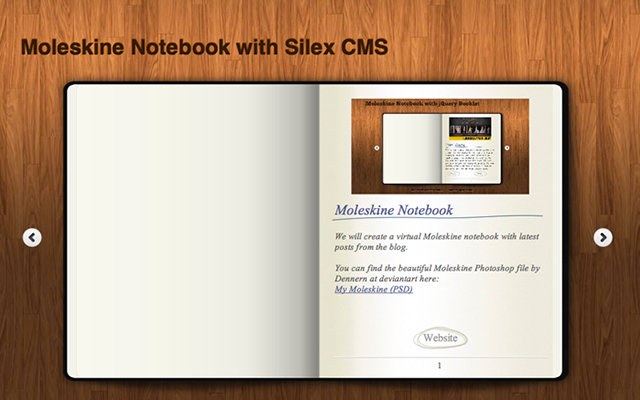 Moleskine Notebook with Silex CMS
Moleskine Notebook with jQuery Booklet
Moleskine Notebook
We will create a virtual Moleskine notebook with latest
posts from the blog.
You can find the beautiful Moleskine Photoshop file by
Dennern at deviantart here:
My Moleskine (PSD)
Website
1